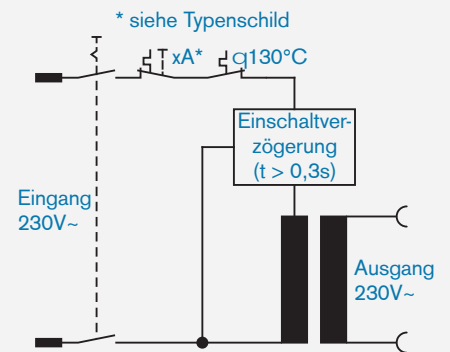 * siehe Typenschild
xA*
130°C
Einschaltver-
zögerung
(t > 0,3s)
Eingang
230V~
Ausgang
230V~